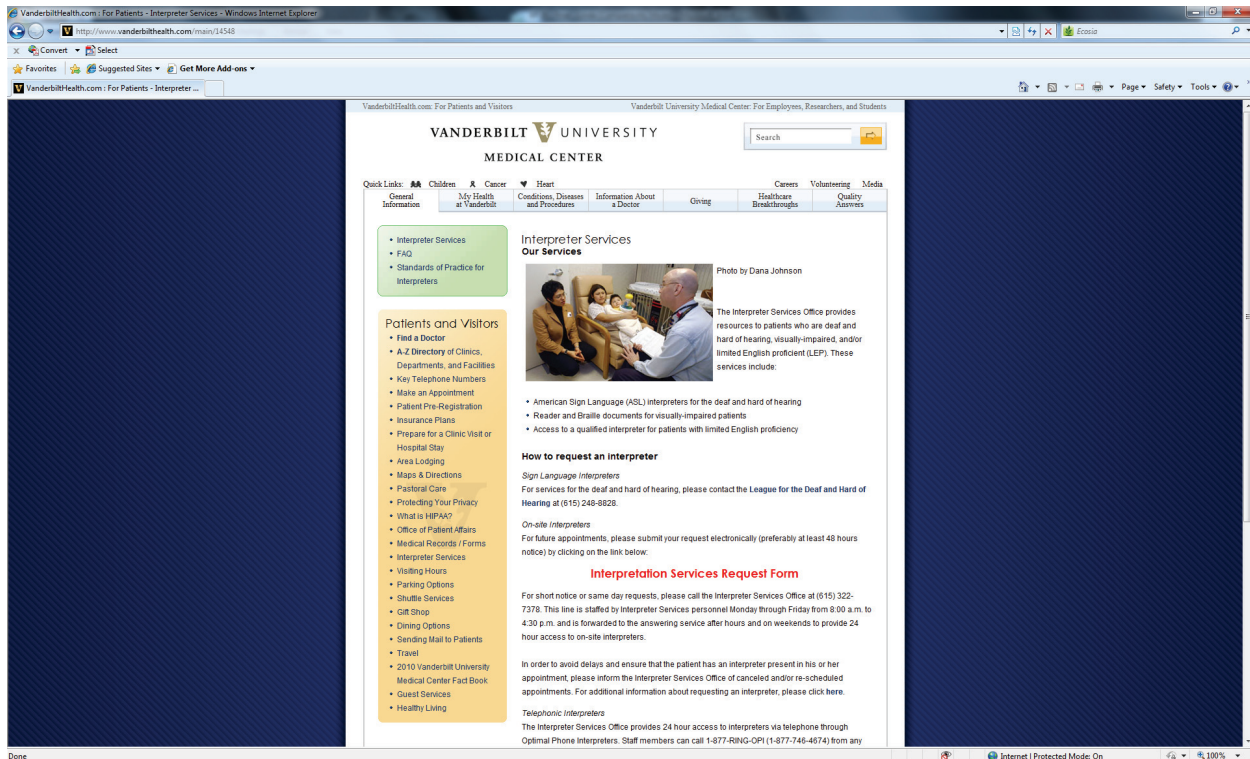 VanderbiltHealth.com : For Patients - Interpreter Services - Windows Internet Explorer
http://www.vanderbilthealth.com/main/14548
Ecosia
x Convert Select
Favorites Suggested Sites Get More Add-ons
VanderbiltHealth.com : For Patients - Interpreter ...
Page Safety Tools
VanderbiltHealth.com: For Patients and Visitors Vanderbilt University Medical Center: For Employees, Researchers, and Students
VANDERBILT V UNIVERSITY
MEDICAL CENTER
Search
Quick Links: Children Cancer Heart Careers Volunteering Media
General Information
My Health at Vanderbilt
Conditions, Diseases and Procedures
Information About a Doctor
Giving
Healthcare Breakthroughs
Quality Answers
• Interpreter Services
• FAQ
• Standards of Practice for
Interpreters
Patients and Visitors
• Find a Doctor
• A-Z Directory of Clinics,
Departments, and Facilities
• Key Telephone Numbers
• Make an Appointment
• Patient Pre-Registration
• Insurance Plans
• Prepare for a Clinic Visit or
Hospital Stay
• Area Lodging
• Maps & Directions
• Pastoral Care
• Protecting Your Privacy
• What is HIPAA?
• Office of Patient Affairs
• Medical Records / Forms
• Interpreter Services
• Visiting Hours
• Parking Options
• Shuttle Services
• Gift Shop
• Dining Options
• Sending Mail to Patients
• Travel
• 2010 Vanderbilt University
Medical Center Fact Book
• Guest Services
• Healthy Living
Interpreter Services
Our Services
Photo by Dana Johnson
The Interpreter Services Office provides
resources to patients who are deaf and
hard of hearing, visually-impaired, and/or
limited English proficient (LEP). These
services include:
• American Sign Language (ASL) interpreters for the deaf and hard of hearing
• Reader and Braille documents for visually-impaired patients
• Access to a qualified interpreter for patients with limited English proficiency
How to request an interpreter
Sign Language Interpreters
For services for the deaf and hard of hearing, please contact the League for the Deaf and Hard of
Hearing at (615) 248-8828.
On-site Interpreters
For future appointments, please submit your request electronically (preferably at least 48 hours
notice) by clicking on the link below:
Interpretation Services Request Form
For short notice or same day requests, please call the Interpreter Services Office at (615) 322-
7378. This line is staffed by Interpreter Services personnel Monday through Friday from 8:00 a.m. to
4:30 p.m. and is forwarded to the answering service after hours and on weekends to provide 24
hour access to on-site interpreters.
In order to avoid delays and ensure that the patient has an interpreter present in his or her
appointment, please inform the Interpreter Services Office of canceled and/or re-scheduled
appointments. For additional information about requesting an interpreter, please click here.
Telephonic Interpreters
The Interpreter Services Office provides 24 hour access to interpreters via telephone through
Optimal Phone Interpreters. Staff members can call 1-877-RING-OPI (1-877-746-4674) from any
Done
Internet | Protected Mode: On
100%